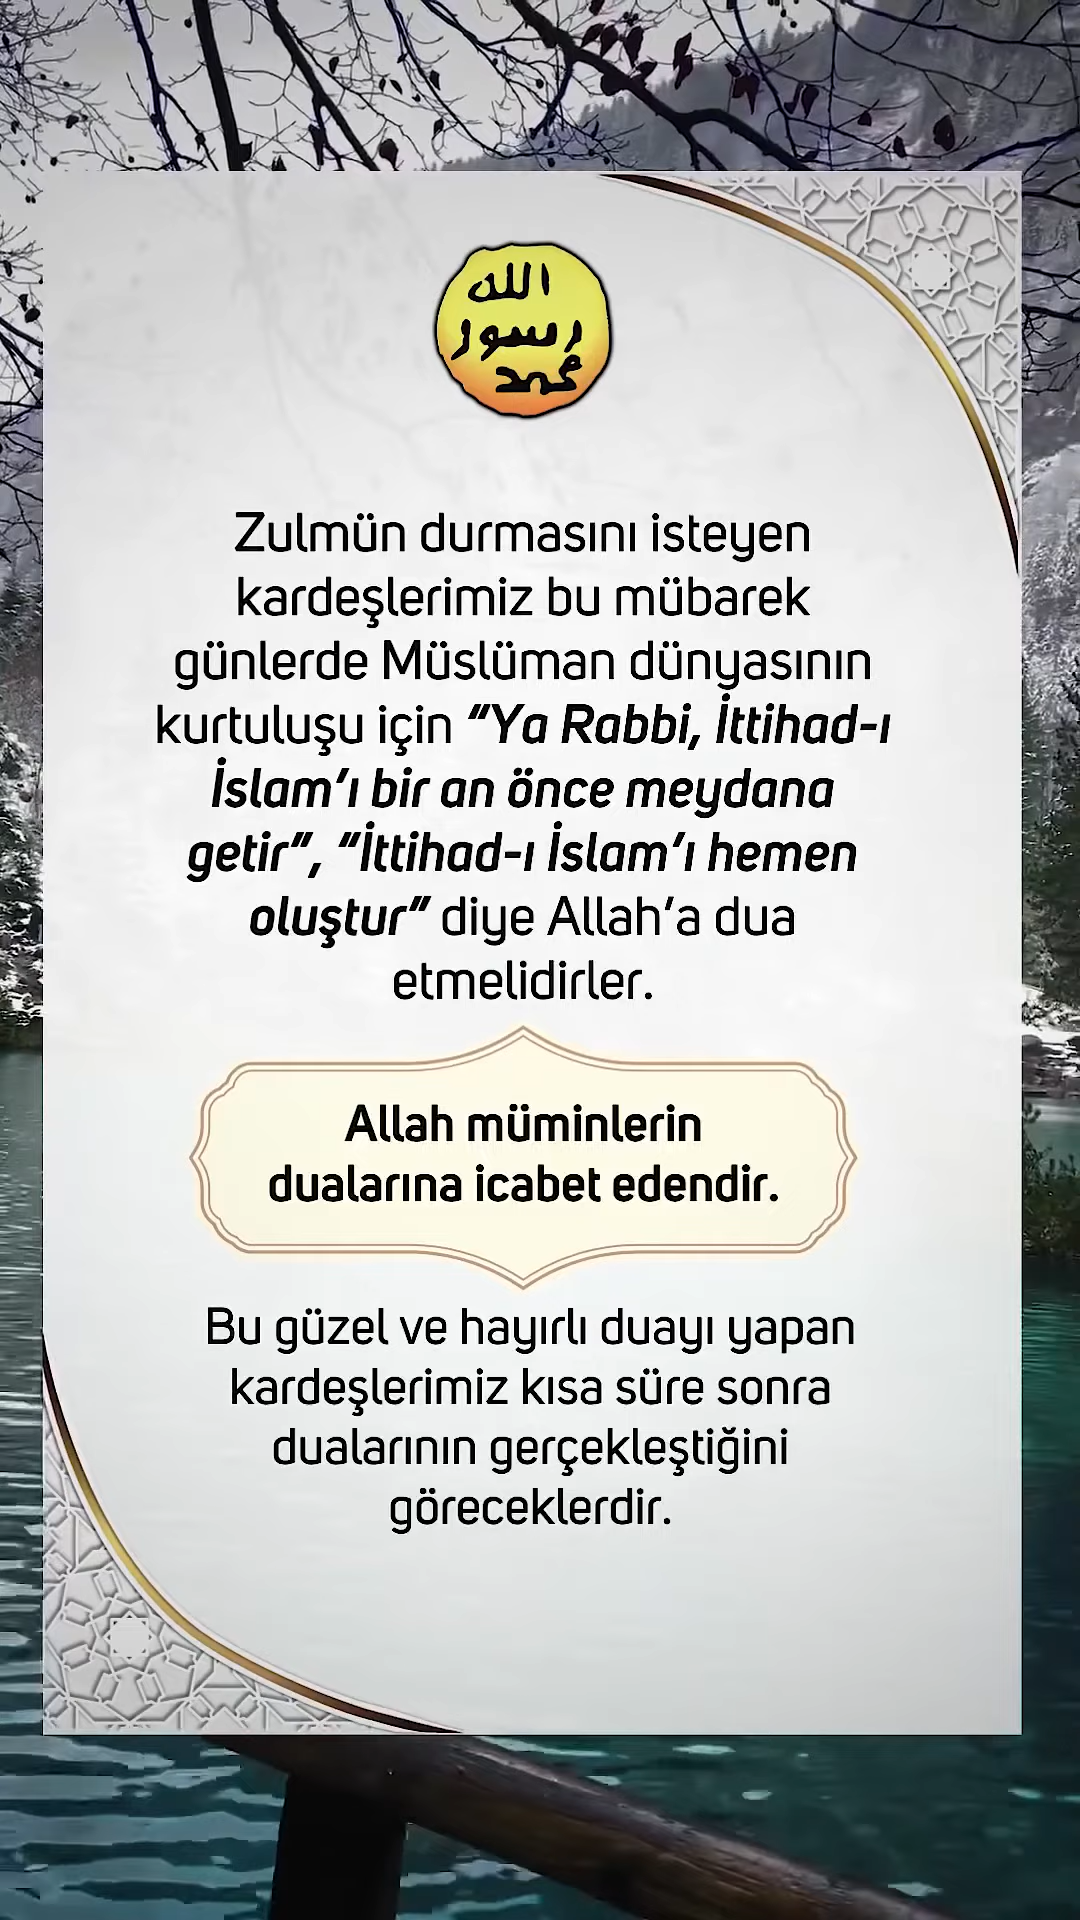 الله
رسول
محمد
Zulmün durmasını isteyen
kardeşlerimiz bu mübarek
günlerde Müslüman dünyasının
kurtuluşu için “Ya Rabbi, İttihad-ı
İslam’ı bir an önce meydana
getir”, “İttihad-ı İslam’ı hemen
oluştur” diye Allah’a dua
etmelidirler.
Allah müminlerin
dualarına icabet edendir.
Bu güzel ve hayırlı duayı yapan
kardeşlerimiz kısa süre sonra
dualarının gerçekleştiğini
göreceklerdir.